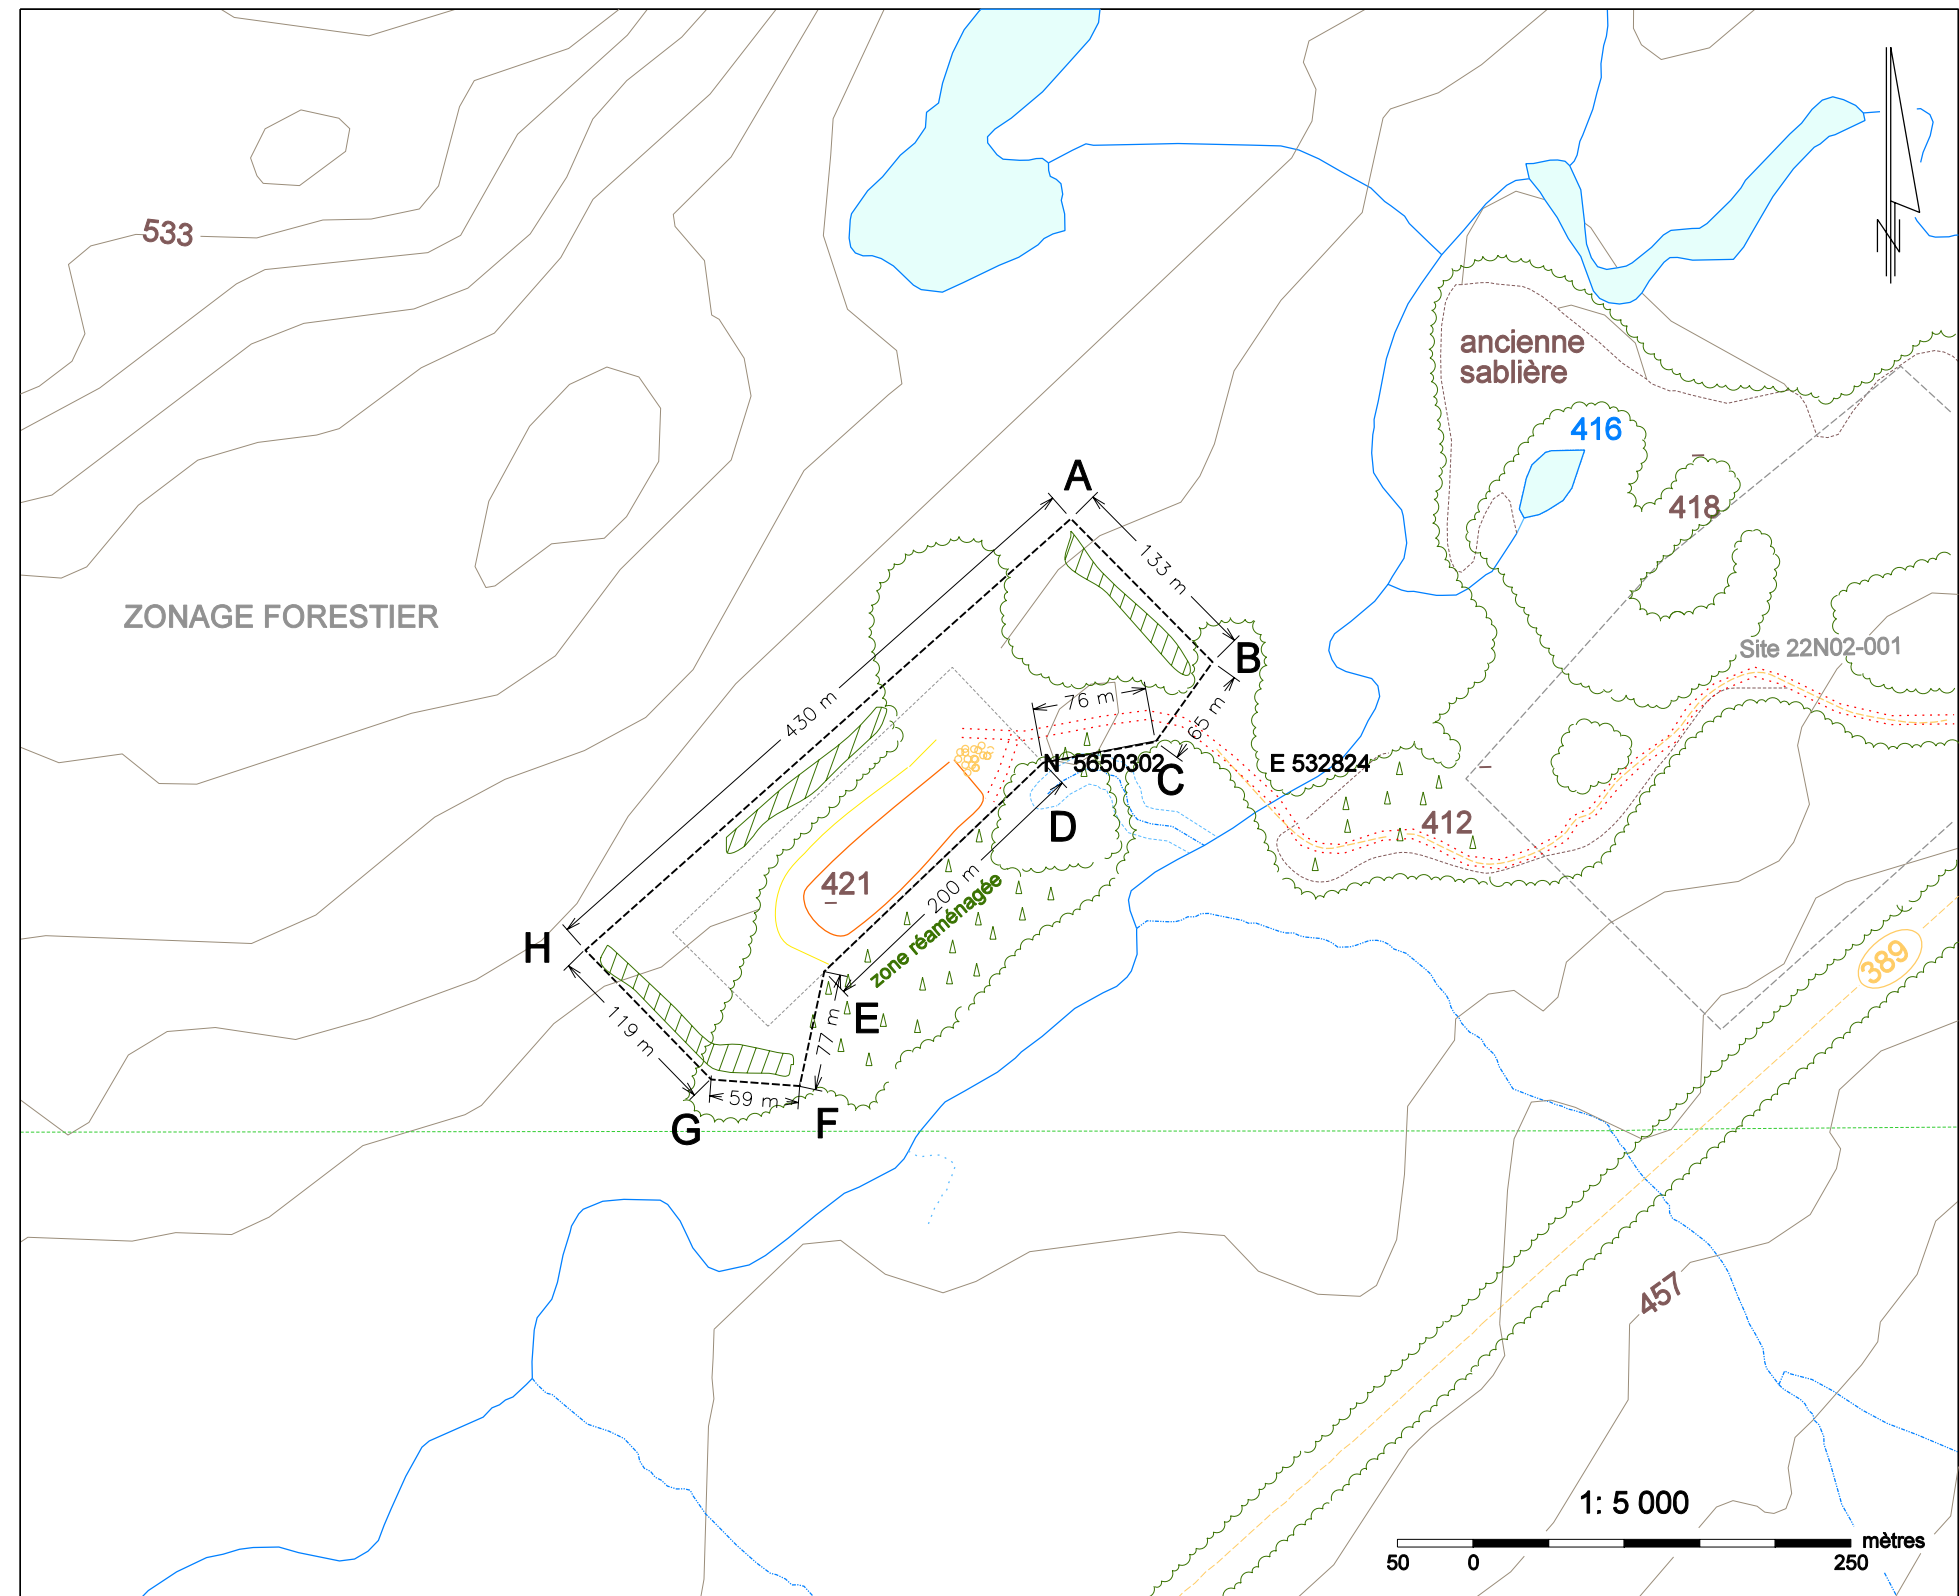 N
533
ancienne
sablière
416
A
418
133 m
ZONAGE FORESTIER
B
Site 22N02-001
430 m
76 m
65 m
N 5650302
E 532824
C
D
412
421
200 m
zone réaménagée
H
389
E
119 m
77 m
59 m
G
F
457
1: 5 000
mètres
50 0 250